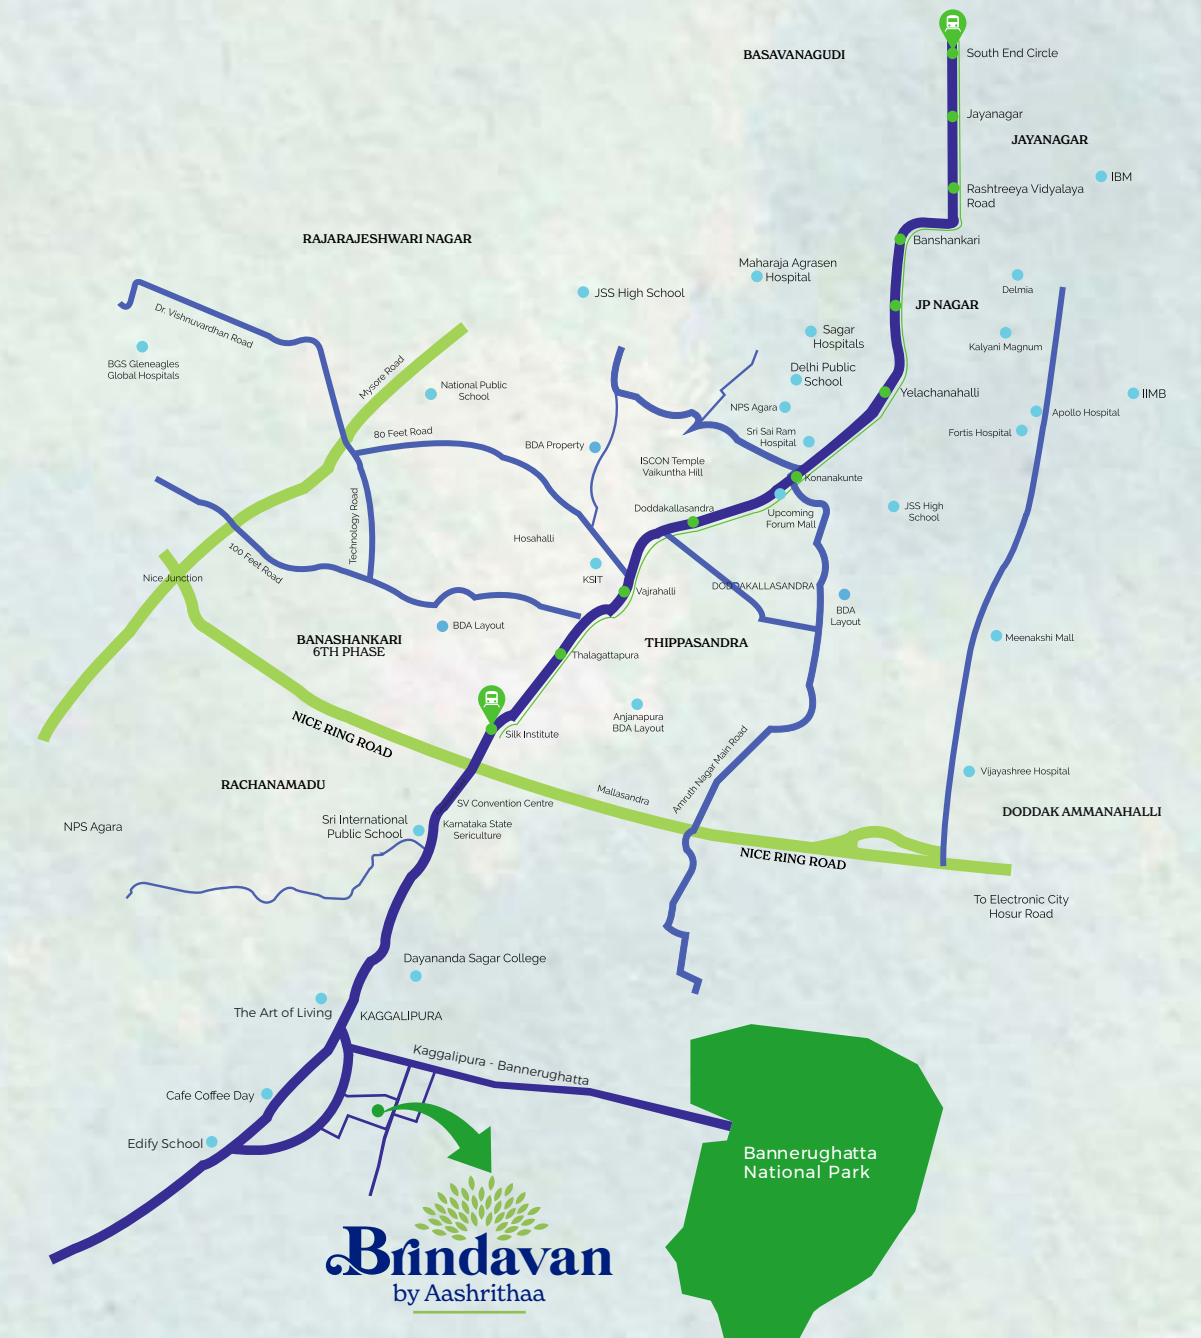 BASAVANAGUDI
South End Circle
Jayanagar
JAYANAGAR
IBM
Rashtreeya Vidyalaya
Road
RAJARAJESHWARI NAGAR
Banshankari
Maharaja Agrasen
Hospital
JSS High School
Delmia
JP NAGAR
Dr. Vishnuvardhan Road
Sagar
Hospitals
Kalyani Magnum
BGS Gleneagles
Global Hospitals
Mysore Road
National Public
School
Delhi Public
School
Yelachanahalli
IIMB
NPS Agara
Apollo Hospital
80 Feet Road
Sri Sai Ram
Hospital
Fortis Hospital
BDA Property
ISCON Temple
Vaikuntha Hill
Konanakunte
Technology Road
Doddakallasandra
Upcoming
Forum Mall
JSS High
School
Hosahalli
100 Feet Road
Nice Junction
KSIT
Vajrahalli
DODDAKALLASANDRA
BDA
Layout
BDA Layout
BANASHANKARI
6TH PHASE
THIPPASANDRA
Meenakshi Mall
Thalagattapura
Anjanapura
BDA Layout
NICE RING ROAD
Silk Institute
Amruth Nagar Main Road
Vijayashree Hospital
RACHANAMADU
Mallasandra
SV Convention Centre
DODDAK AMMANAHALLI
NPS Agara
Sri International
Public School
Karnataka State
Sericulture
NICE RING ROAD
To Electronic City
Hosur Road
Dayananda Sagar College
The Art of Living
KAGGALIPURA
Kaggalipura - Bannerughatta
Cafe Coffee Day
Edify School
Bannerughatta
National Park
Brindavan
by Aashrithaa